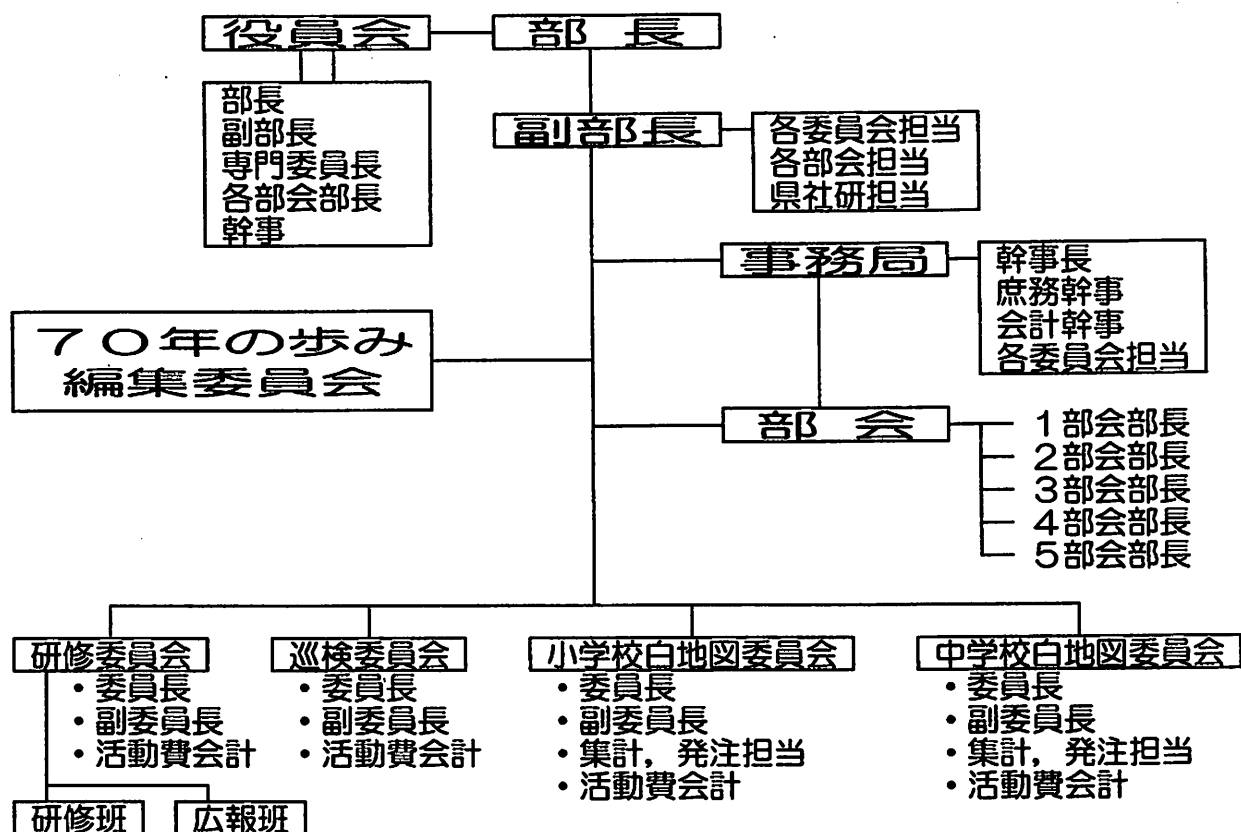 役員会
部　長
部長
副部長
専門委員長
各部会部長
幹事
副部長
各委員会担当
各部会担当
県社研担当
事務局
幹事長
庶務幹事
会計幹事
各委員会担当
７０年の歩み
編集委員会
部　会
１部会部長
２部会部長
３部会部長
４部会部長
５部会部長
研修委員会
・委員長
・副委員長
・活動費会計
研修班
広報班
巡検委員会
・委員長
・副委員長
・活動費会計
小学校白地図委員会
・委員長
・副委員長
・集計，発注担当
・活動費会計
中学校白地図委員会
・委員長
・副委員長
・集計，発注担当
・活動費会計